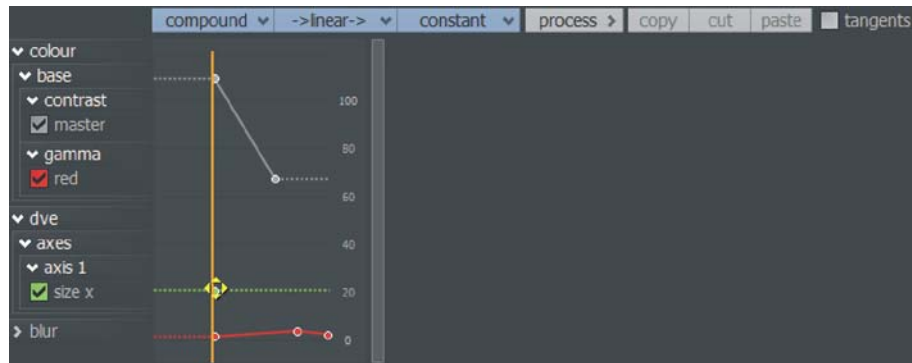 compound ->linear-> constant process > copy cut paste tangents
colour
base
contrast
master
gamma
red
dve
axes
axis 1
size x
> blur
100
80
60
40
20
0